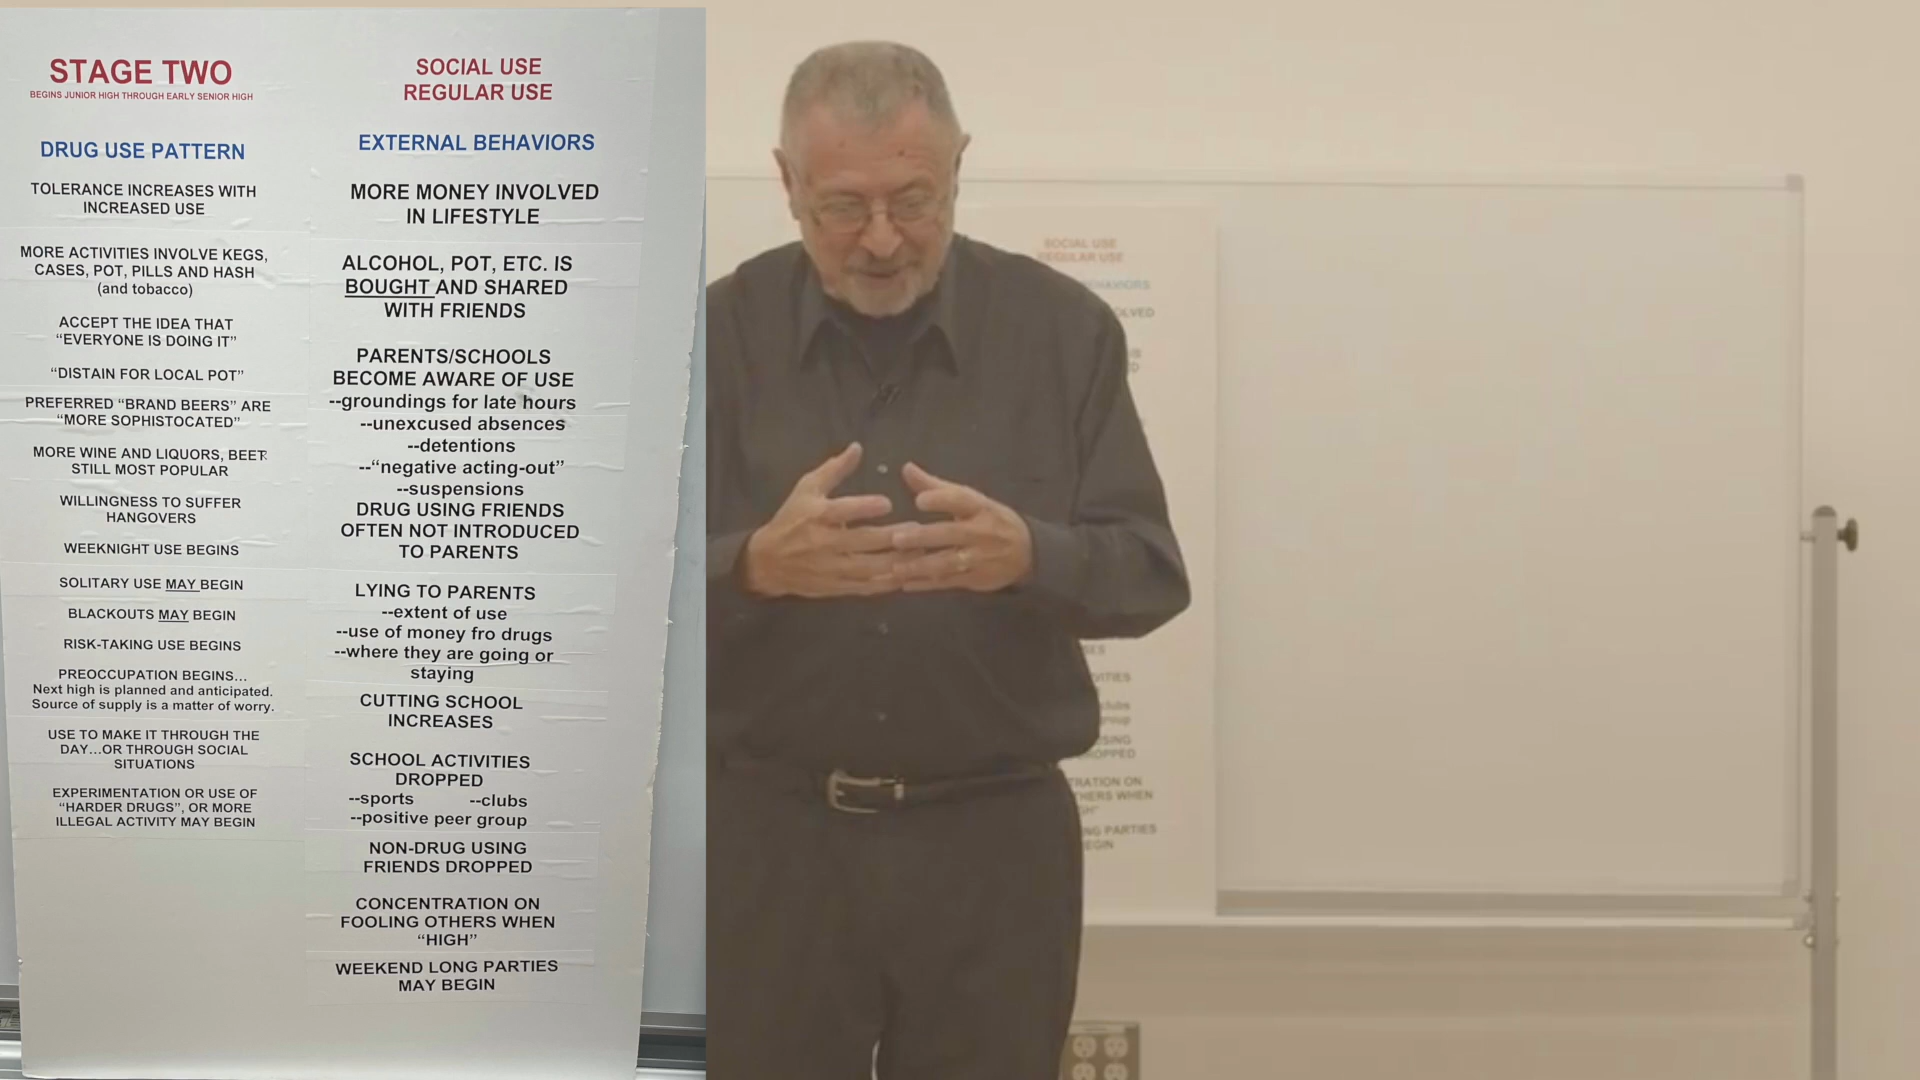 STAGE TWO
BEGINS JUNIOR HIGH THROUGH EARLY SENIOR HIGH
DRUG USE PATTERN
TOLERANCE INCREASES WITH
INCREASED USE
MORE ACTIVITIES INVOLVE KEGS,
CASES, POT, PILLS AND HASH
(and tobacco)
ACCEPT THE IDEA THAT
“EVERYONE IS DOING IT”
“DISTAIN FOR LOCAL POT”
PREFERRED “BRAND BEERS” ARE
“MORE SOPHISTOCATED”
MORE WINE AND LIQUORS, BEER
STILL MOST POPULAR
WILLINGNESS TO SUFFER
HANGOVERS
WEEKNIGHT USE BEGINS
SOLITARY USE MAY BEGIN
BLACKOUTS MAY BEGIN
RISK-TAKING USE BEGINS
PREOCCUPATION BEGINS…
Next high is planned and anticipated.
Source of supply is a matter of worry.
USE TO MAKE IT THROUGH THE
DAY…OR THROUGH SOCIAL
SITUATIONS
EXPERIMENTATION OR USE OF
“HARDER DRUGS”, OR MORE
ILLEGAL ACTIVITY MAY BEGIN
SOCIAL USE
REGULAR USE
EXTERNAL BEHAVIORS
MORE MONEY INVOLVED
IN LIFESTYLE
ALCOHOL, POT, ETC. IS
BOUGHT AND SHARED
WITH FRIENDS
PARENTS/SCHOOLS
BECOME AWARE OF USE
--groundings for late hours
--unexcused absences
--detentions
--“negative acting-out”
--suspensions
DRUG USING FRIENDS
OFTEN NOT INTRODUCED
TO PARENTS
LYING TO PARENTS
--extent of use
--use of money fro drugs
--where they are going or
staying
CUTTING SCHOOL
INCREASES
SCHOOL ACTIVITIES
DROPPED
--sports --clubs
--positive peer group
NON-DRUG USING
FRIENDS DROPPED
CONCENTRATION ON
FOOLING OTHERS WHEN
“HIGH”
WEEKEND LONG PARTIES
MAY BEGIN
SOCIAL USE
REGULAR USE